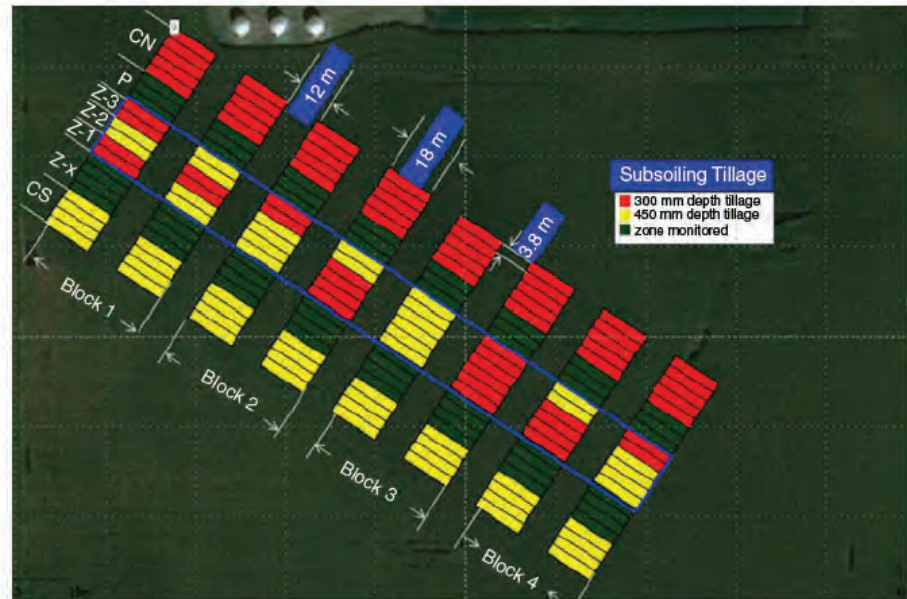 CN
P
Z-3
Z-2
Z-1
Z-x
CS
12 m
18 m
3.8 m
Subsoiling Tillage
300 mm depth tillage
450 mm depth tillage
zone monitored
Block 1
Block 2
Block 3
Block 4